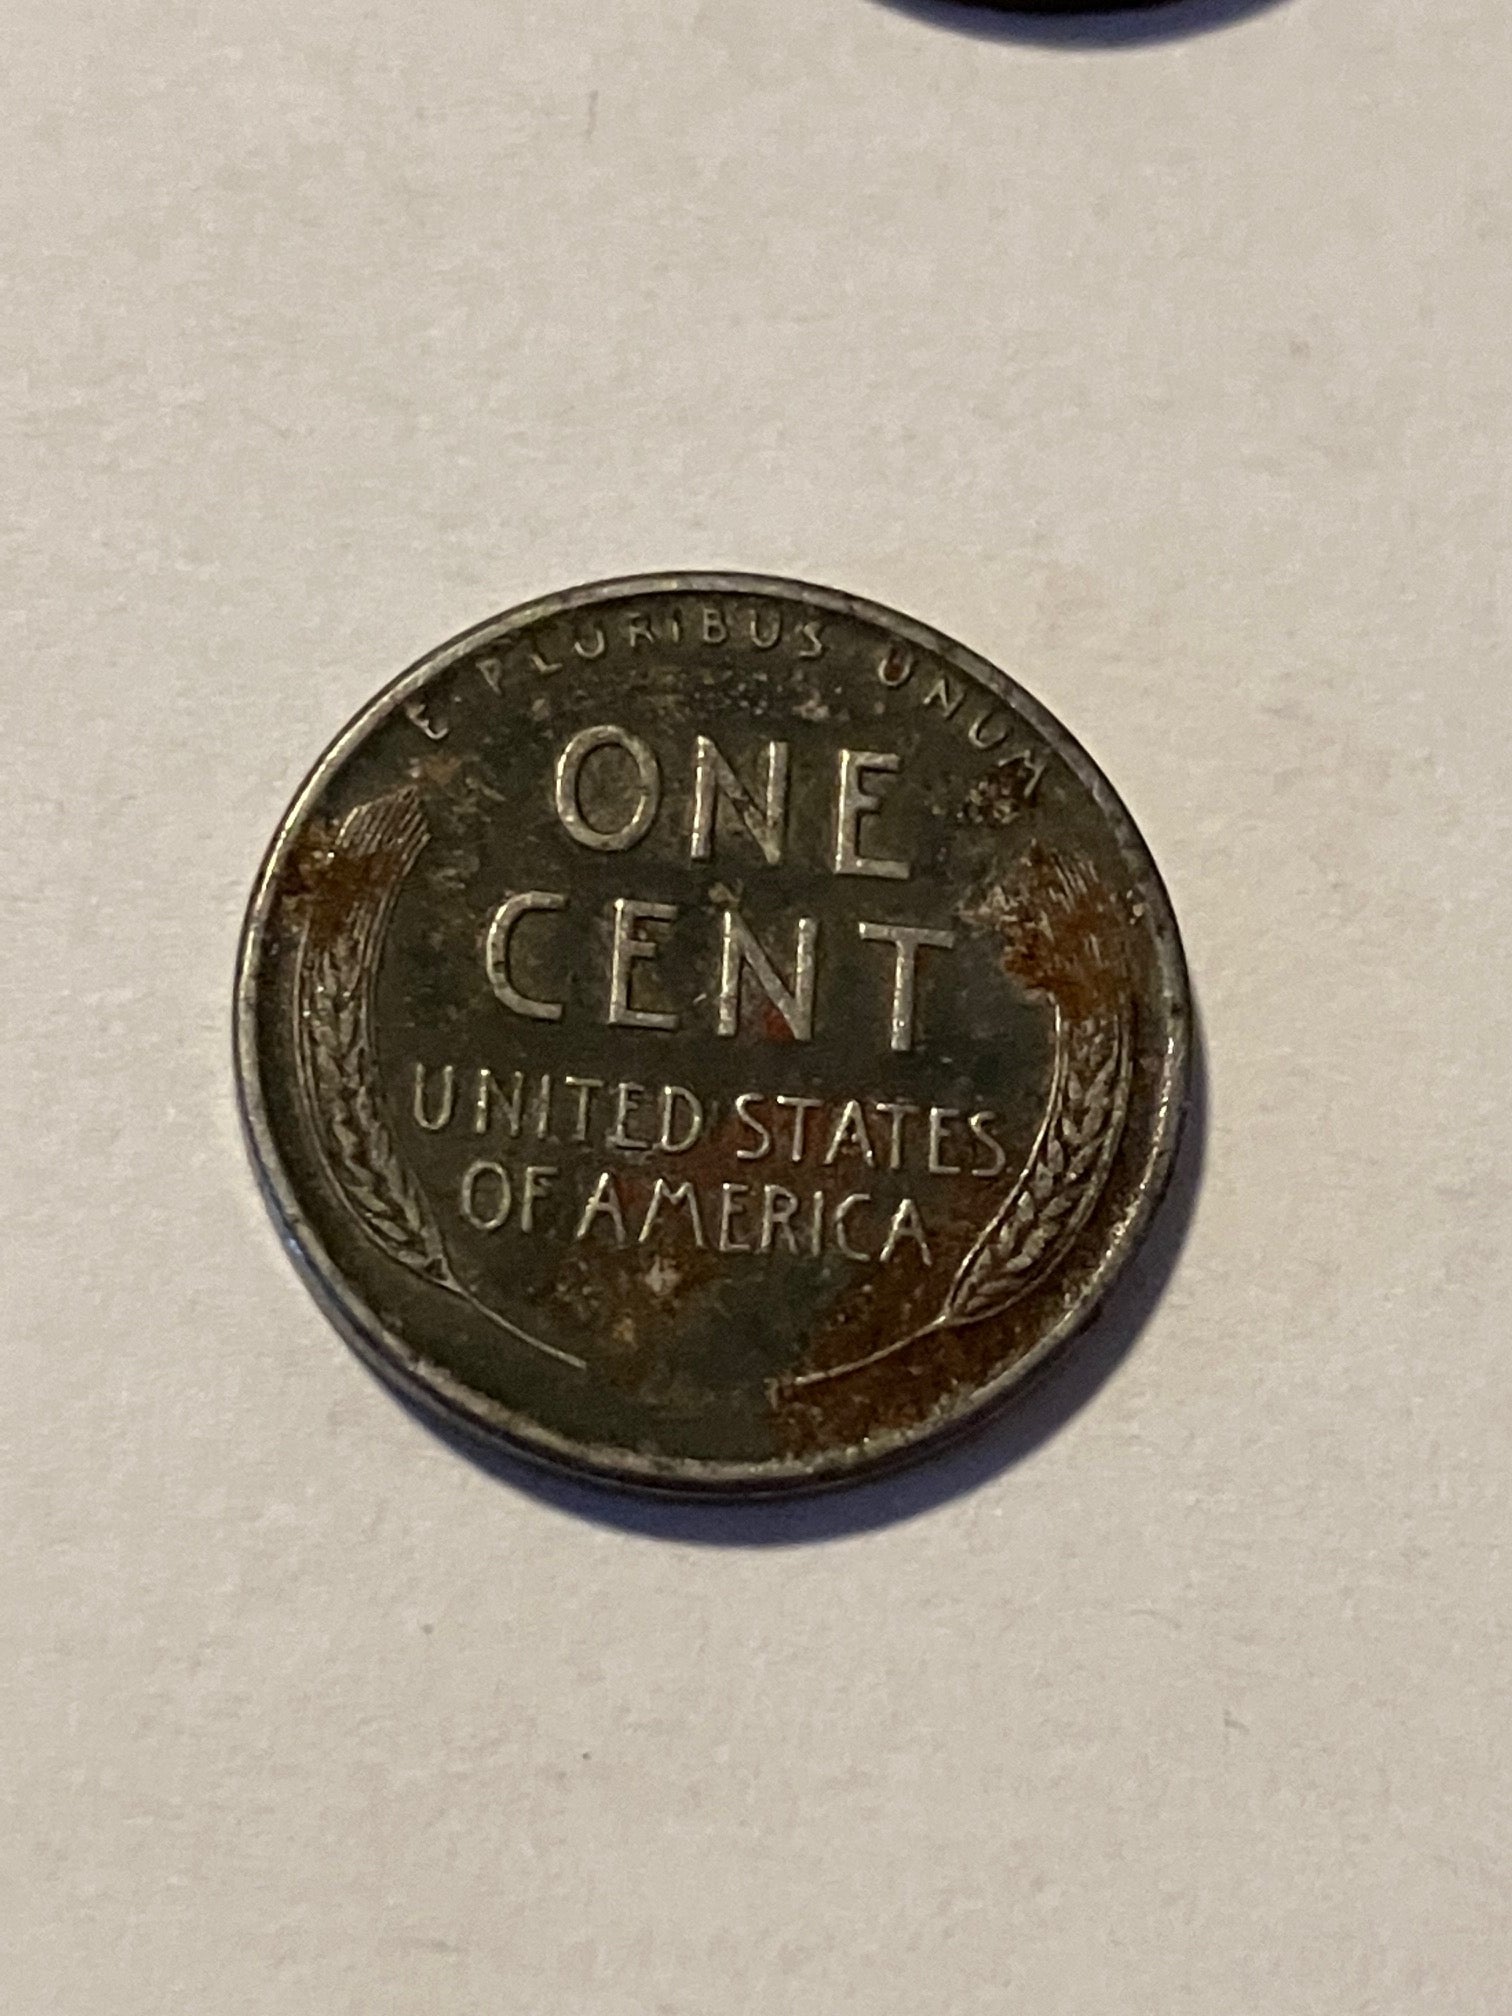 E PLURIBUS UNUM
ONE
CENT
UNITED STATES
OF AMERICA